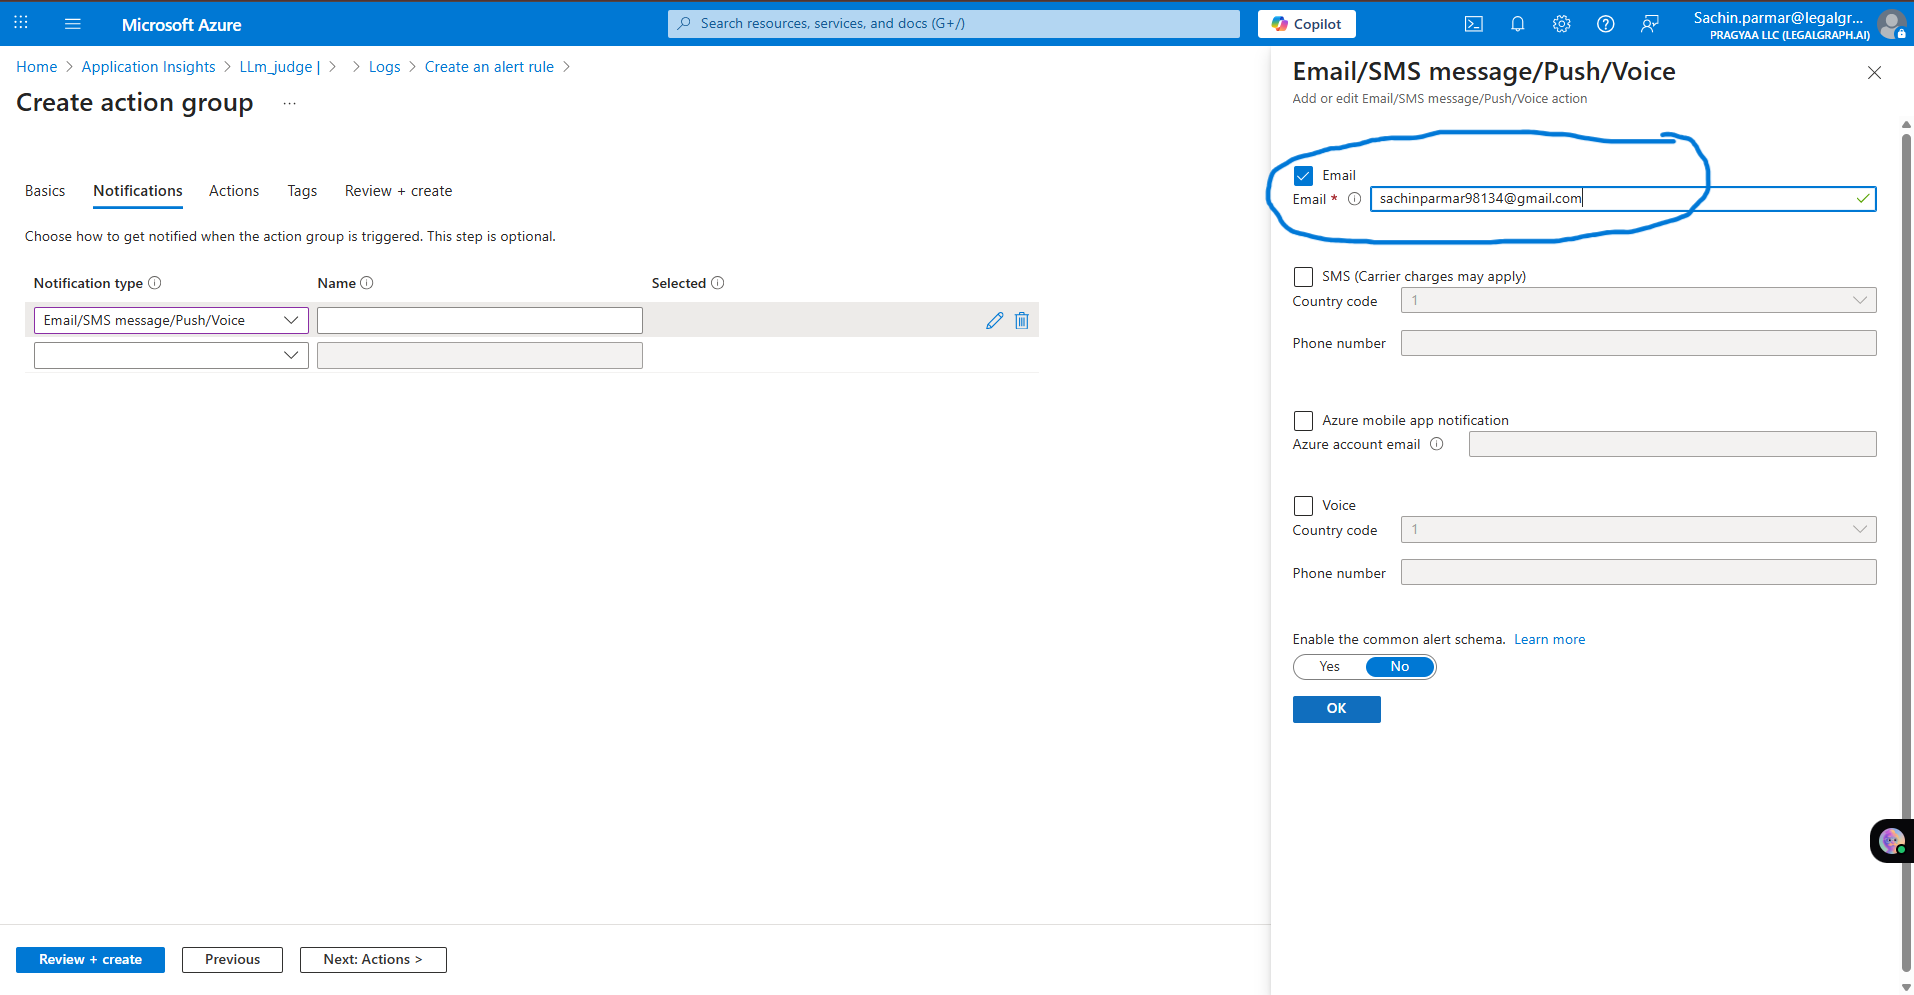 Microsoft Azure
Search resources, services, and docs (G+/)
Copilot
Sachin.parmar@legalgr...
PRAGYAA LLC (LEGALGRAPH.AI)
Home > Application Insights > LLm_judge | > > Logs > Create an alert rule >
Create action group ...
Basics Notifications Actions Tags Review + create
Choose how to get notified when the action group is triggered. This step is optional.
Notification type Name Selected
Email/SMS message/Push/Voice
Review + create Previous Next: Actions >
Email/SMS message/Push/Voice
Add or edit Email/SMS message/Push/Voice action
Email
Email * sachinparmar98134@gmail.com
SMS (Carrier charges may apply)
Country code 1
Phone number
Azure mobile app notification
Azure account email
Voice
Country code 1
Phone number
Enable the common alert schema. Learn more
Yes No
OK